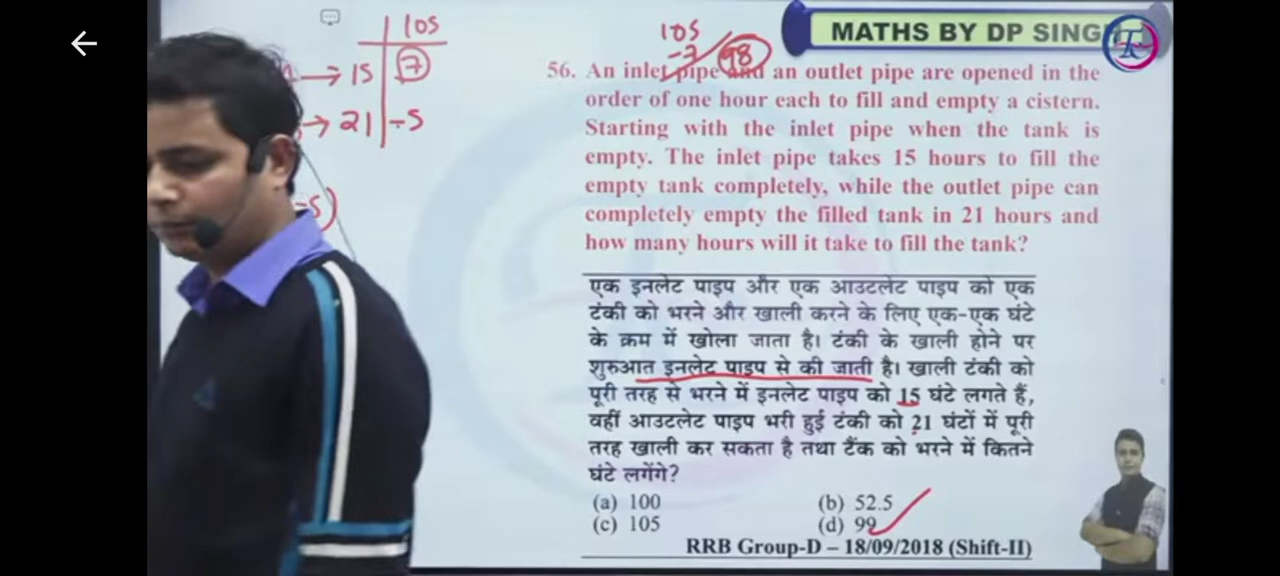 105
15 7
21 -5
-5)
105
-7
98
MATHS BY DP SING
56. An inlet pipe and an outlet pipe are opened in the
order of one hour each to fill and empty a cistern.
Starting with the inlet pipe when the tank is
empty. The inlet pipe takes 15 hours to fill the
empty tank completely, while the outlet pipe can
completely empty the filled tank in 21 hours and
how many hours will it take to fill the tank?
एक इनलेट पाइप और एक आउटलेट पाइप को एक
टंकी को भरने और खाली करने के लिए एक-एक घंटे
के क्रम में खोला जाता है। टंकी के खाली होने पर
शुरुआत इनलेट पाइप से की जाती है। खाली टंकी को
पूरी तरह से भरने में इनलेट पाइप को 15 घंटे लगते हैं,
वहीं आउटलेट पाइप भरी हुई टंकी को 21 घंटों में पूरी
तरह खाली कर सकता है तथा टैंक को भरने में कितने
घंटे लगेंगे?
(a) 100 (b) 52.5
(c) 105 (d) 99
RRB Group-D – 18/09/2018 (Shift-II)